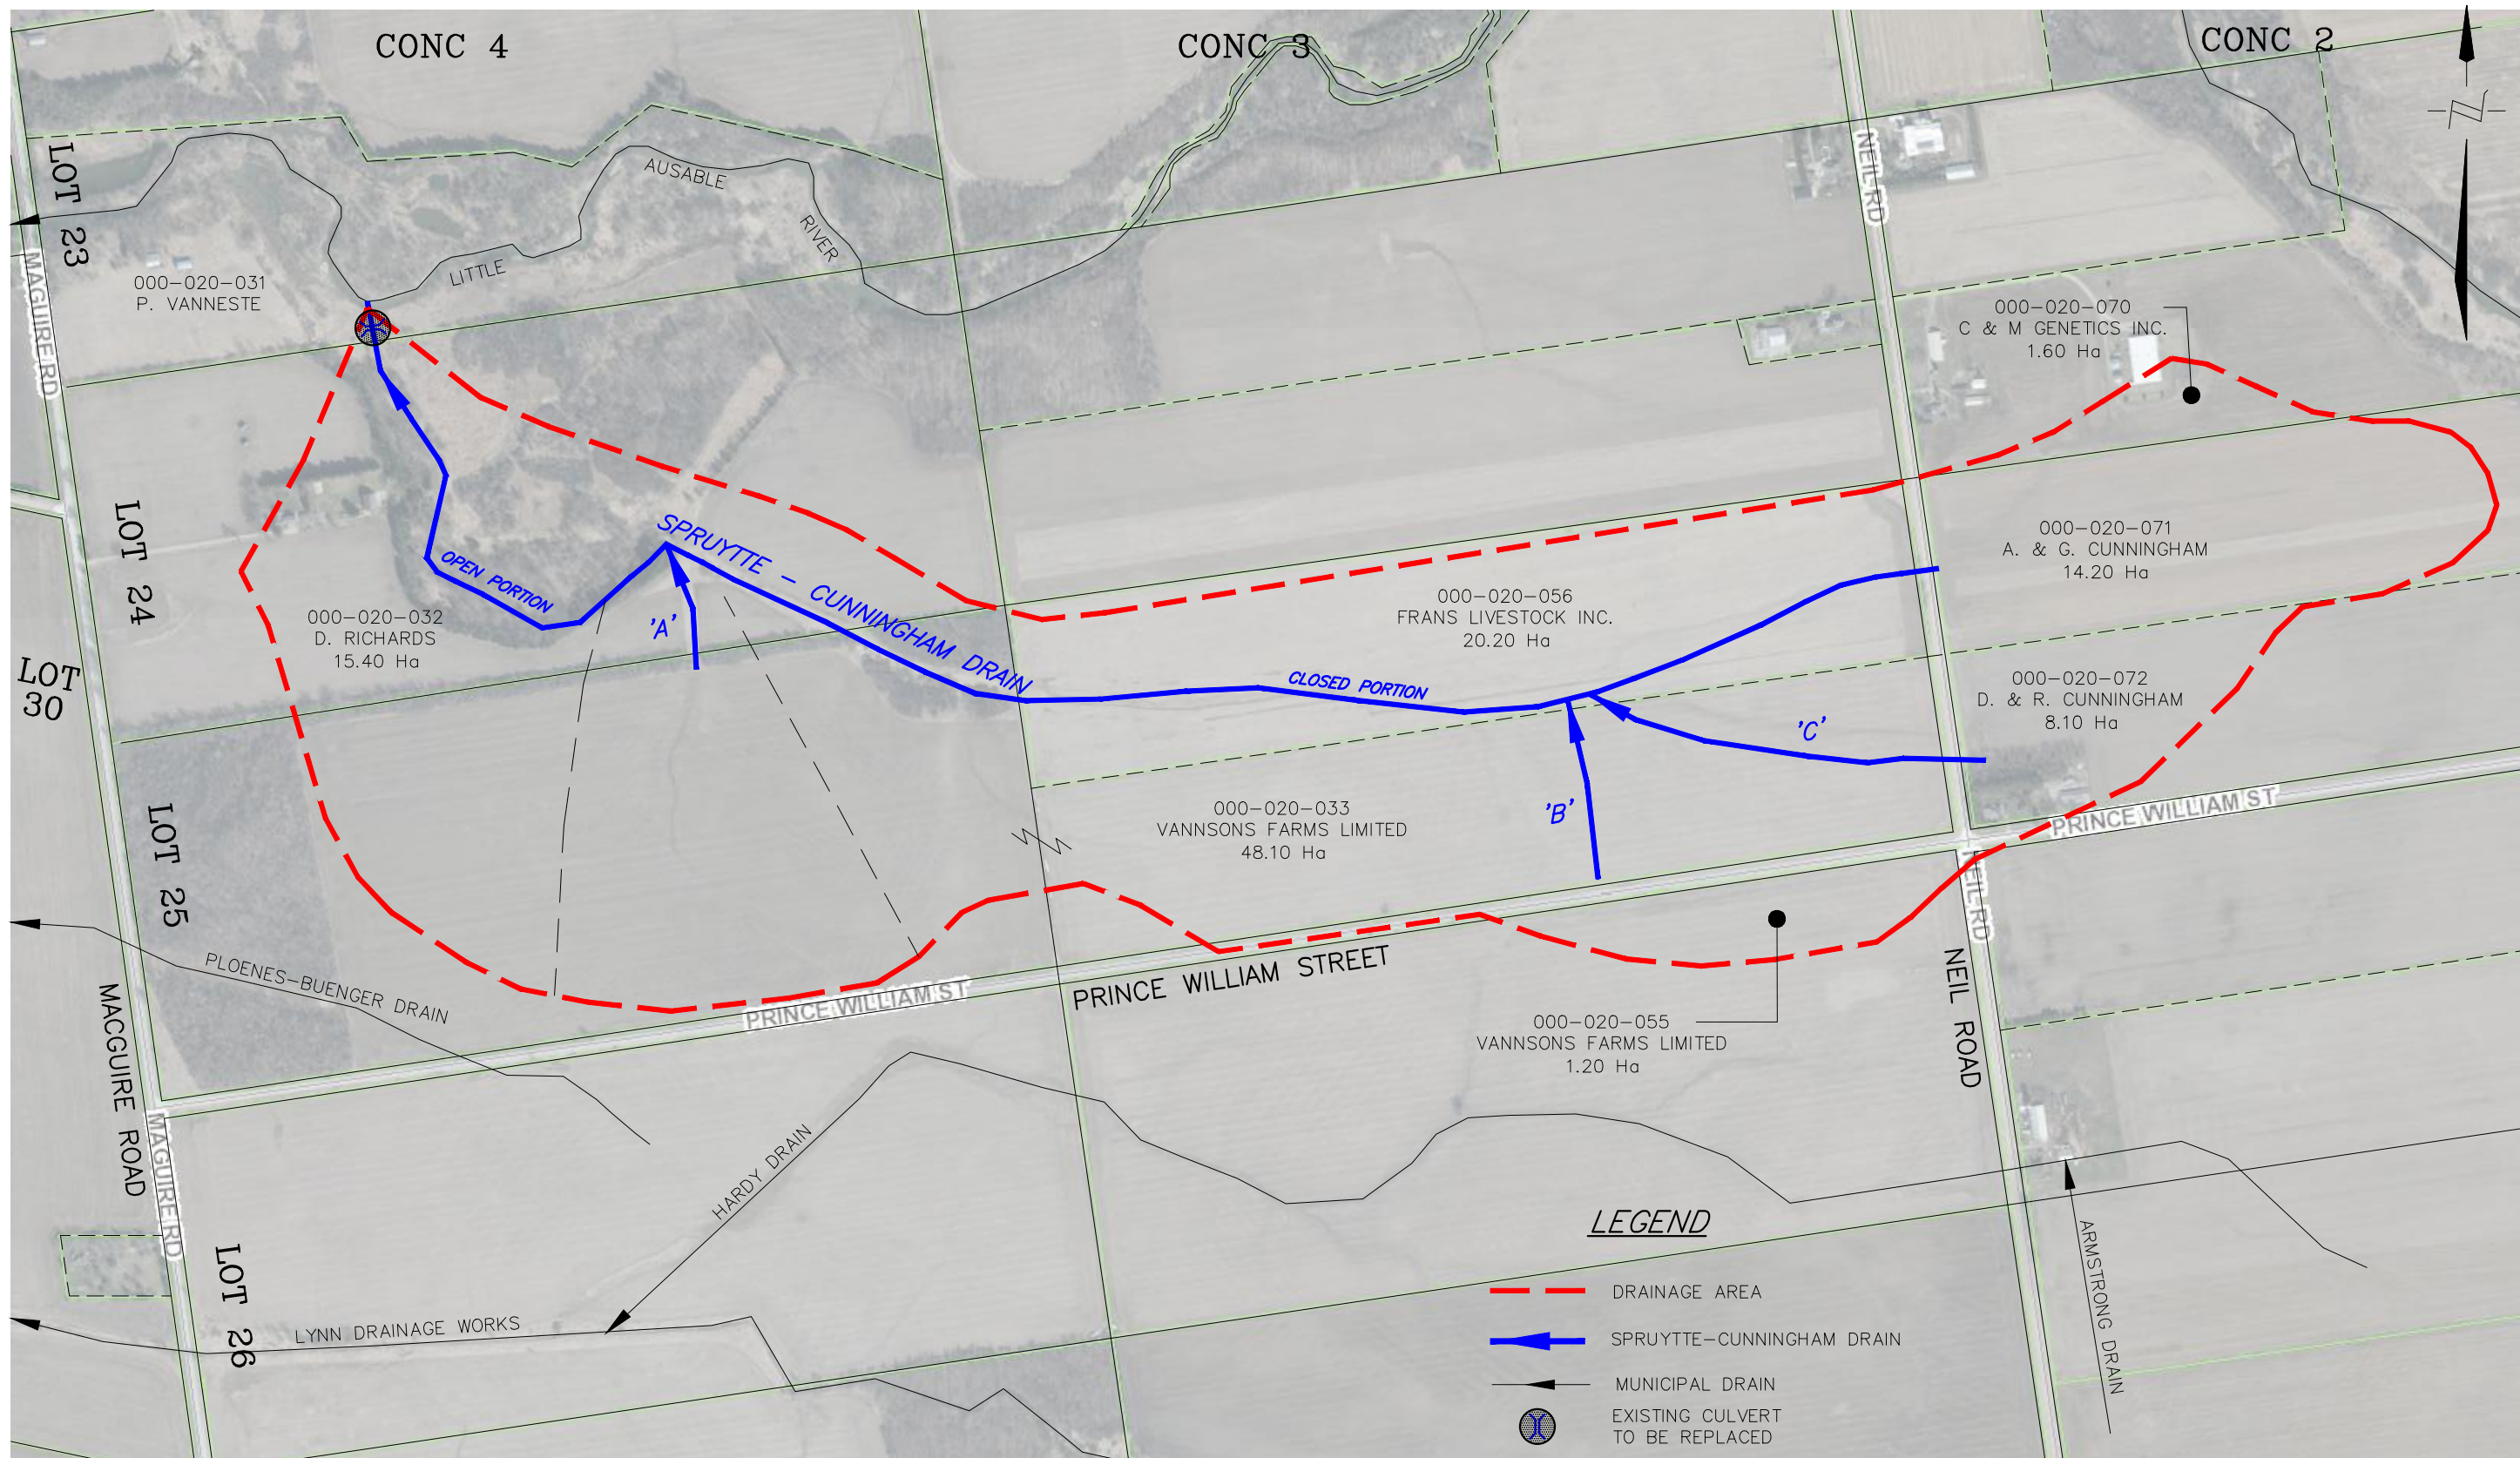 CONC 4
CONC 3
CONC 2
LOT 23
NEIL RD
AUSABLE
RIVER
LITTLE
MAGUIRE RD
000-020-031
P. VANNESTE
000-020-070
C & M GENETICS INC.
1.60 Ha
LOT 24
SPRUYTTE - CUNNINGHAM DRAIN
OPEN PORTION
'A'
000-020-032
D. RICHARDS
15.40 Ha
000-020-056
FRANS LIVESTOCK INC.
20.20 Ha
000-020-071
A. & G. CUNNINGHAM
14.20 Ha
LOT
30
CLOSED PORTION
000-020-072
D. & R. CUNNINGHAM
8.10 Ha
'C'
'B'
000-020-033
VANNSONS FARMS LIMITED
48.10 Ha
PRINCE WILLIAM ST
LOT 25
NEIL RD
PLOENES-BUENGER DRAIN
PRINCE WILLIAM ST
PRINCE WILLIAM STREET
NEIL ROAD
MACGUIRE ROAD
000-020-055
VANNSONS FARMS LIMITED
1.20 Ha
MAGUIRE RD
HARDY DRAIN
LOT 26
LYNN DRAINAGE WORKS
ARMSTRONG DRAIN
LEGEND
DRAINAGE AREA
SPRUYTTE-CUNNINGHAM DRAIN
MUNICIPAL DRAIN
EXISTING CULVERT
TO BE REPLACED